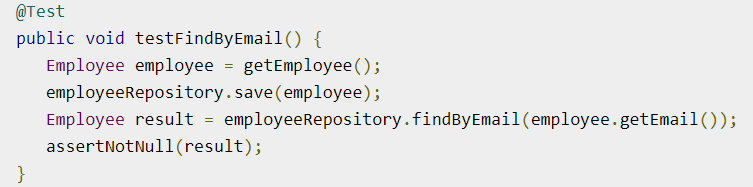 @Test
public void testFindByEmail() {
Employee employee = getEmployee();
employeeRepository.save(employee);
Employee result = employeeRepository.findByEmail(employee.getEmail());
assertNotNull(result);
}